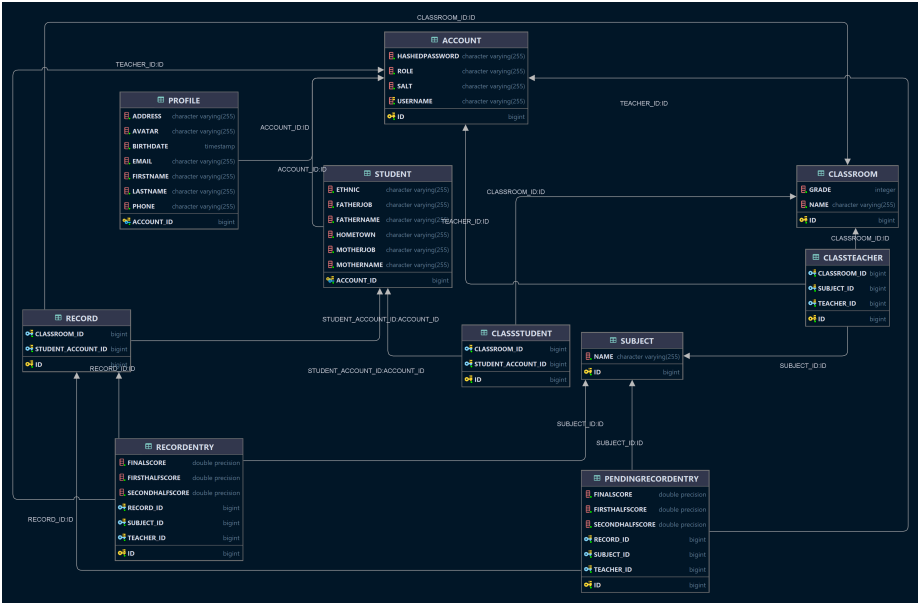 CLASSROOM_ID:ID
ACCOUNT
HASHEDPASSWORD character varying(255)
ROLE character varying(255)
SALT character varying(255)
USERNAME character varying(255)
ID bigint
TEACHER_ID:ID
TEACHER_ID:ID
PROFILE
ADDRESS character varying(255)
AVATAR character varying(255)
BIRTHDATE timestamp
EMAIL character varying(255)
FIRSTNAME character varying(255)
LASTNAME character varying(255)
PHONE character varying(255)
ACCOUNT_ID bigint
ACCOUNT_ID:ID
ACCOUNT_ID:ID
STUDENT
ETHNIC character varying(255)
FATHERJOB character varying(255)
FATHERNAME character varying(255)
HOMETOWN character varying(255)
MOTHERJOB character varying(255)
MOTHERNAME character varying(255)
ACCOUNT_ID bigint
TEACHER_ID:ID
CLASSROOM_ID:ID
CLASSROOM
GRADE integer
NAME character varying(255)
ID bigint
CLASSROOM_ID:ID
CLASSTEACHER
CLASSROOM_ID bigint
SUBJECT_ID bigint
TEACHER_ID bigint
ID bigint
RECORD
CLASSROOM_ID bigint
STUDENT_ACCOUNT_ID bigint
ID bigint
RECORD_ID:ID
STUDENT_ACCOUNT_ID:ACCOUNT_ID
STUDENT_ACCOUNT_ID:ACCOUNT_ID
CLASSSTUDENT
CLASSROOM_ID bigint
STUDENT_ACCOUNT_ID bigint
ID bigint
SUBJECT
NAME character varying(255)
ID bigint
SUBJECT_ID:ID
SUBJECT_ID:ID
SUBJECT_ID:ID
RECORDENTRY
FINALSCORE double precision
FIRSTHALFSCORE double precision
SECONDHALFSCORE double precision
RECORD_ID bigint
SUBJECT_ID bigint
TEACHER_ID bigint
ID bigint
RECORD_ID:ID
PENDINGRECORDENTRY
FINALSCORE double precision
FIRSTHALFSCORE double precision
SECONDHALFSCORE double precision
RECORD_ID bigint
SUBJECT_ID bigint
TEACHER_ID bigint
ID bigint